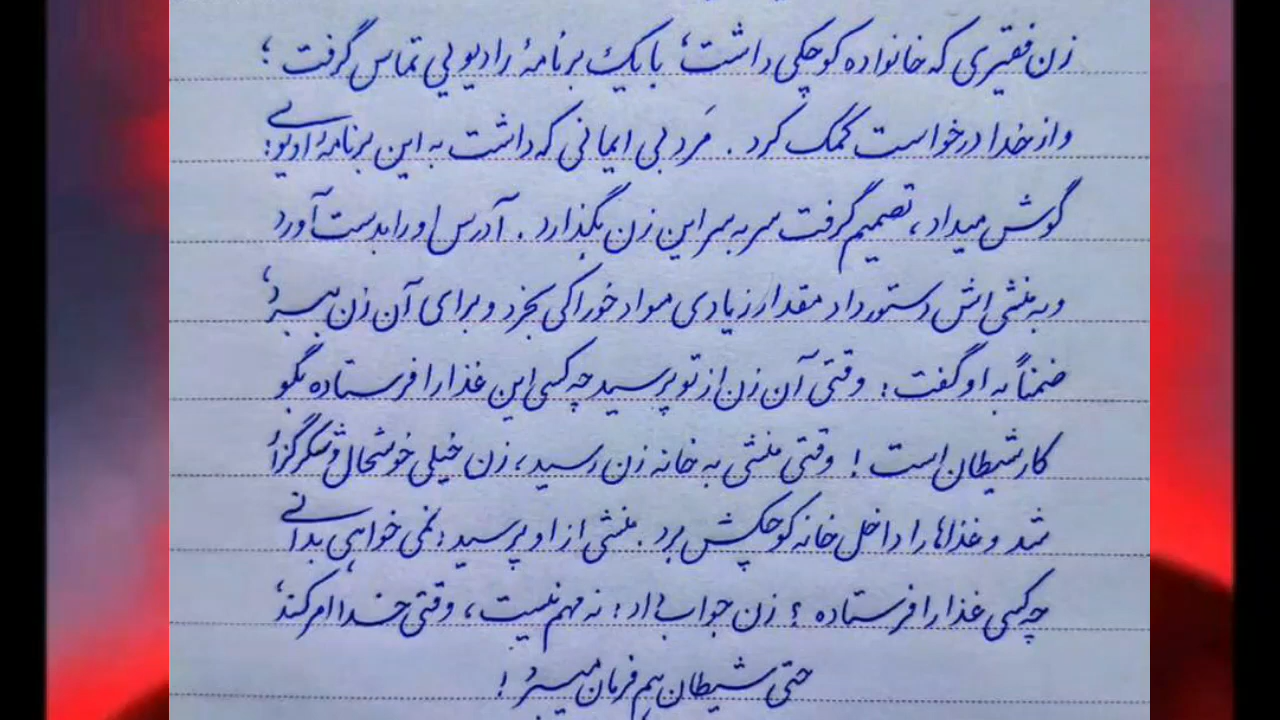 زن فقیری که خانواده کوچکی داشت، با یک برنامهٔ رادیویی تماس گرفت؛
و از خدا درخواست کمک کرد. مَرد بی ایمانی که داشت به این برنامهٔ رادیویی
گوش میداد، تصمیم گرفت سر به سر این زن بگذارد. آدرس او را بدست آورد
و به منشی اش دستور داد مقدار زیادی مواد خوراکی بخرد و برای آن زن ببرد؛
ضمناً به او گفت: وقتی آن زن از تو پرسید چه کسی این غذا را فرستاده بگو
کار شیطان است! وقتی منشی به خانه زن رسید، زن خیلی خوشحال و شکرگزار
شد و غذاها را داخل خانه کوچکش برد. منشی از او پرسید: نمی خواهی بدانی
چه کسی غذا را فرستاده؟ زن جواب داد: نه مهم نیست، وقتی خدا امر کند،
حتی شیطان هم فرمان میبرد!